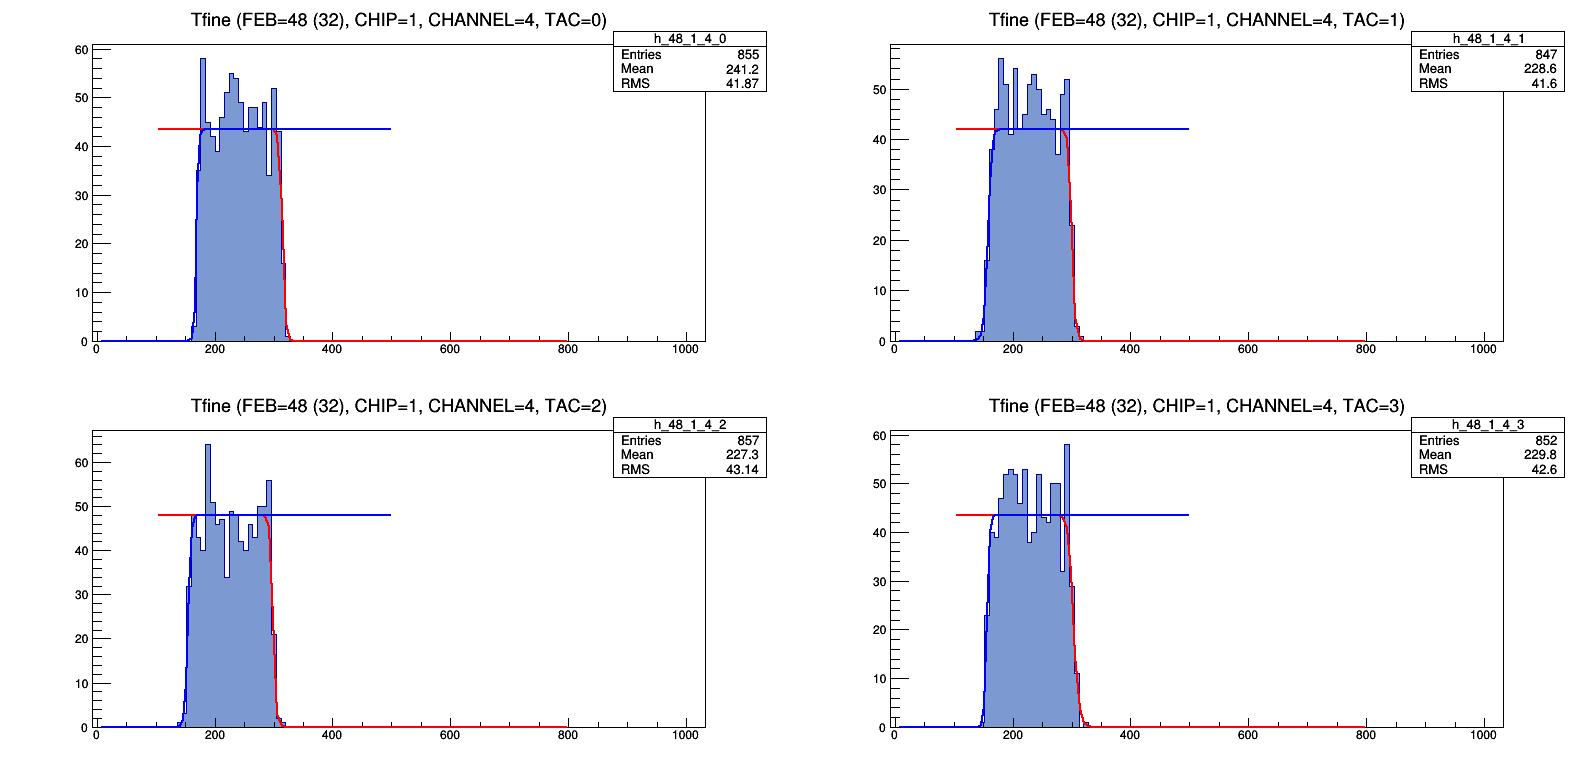 Tfine (FEB=48 (32), CHIP=1, CHANNEL=4, TAC=0)
h_48_1_4_0
Entries 855
Mean 241.2
RMS 41.87
60
50
40
30
20
10
0
0 200 400 600 800 1000
Tfine (FEB=48 (32), CHIP=1, CHANNEL=4, TAC=1)
h_48_1_4_1
Entries 847
Mean 228.6
RMS 41.6
50
40
30
20
10
0
0 200 400 600 800 1000
Tfine (FEB=48 (32), CHIP=1, CHANNEL=4, TAC=2)
h_48_1_4_2
Entries 857
Mean 227.3
RMS 43.14
60
50
40
30
20
10
0
0 200 400 600 800 1000
Tfine (FEB=48 (32), CHIP=1, CHANNEL=4, TAC=3)
h_48_1_4_3
Entries 852
Mean 229.8
RMS 42.6
60
50
40
30
20
10
0
0 200 400 600 800 1000